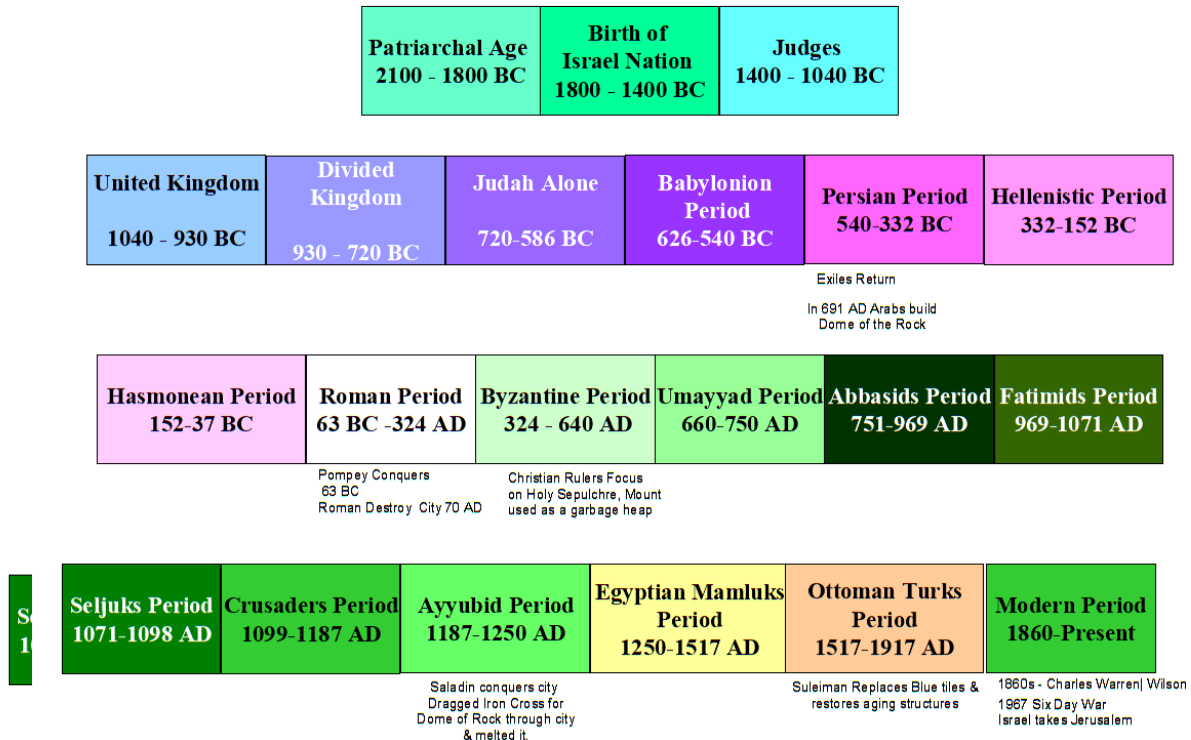 Patriarchal Age
2100 - 1800 BC
Birth of
Israel Nation
1800 - 1400 BC
Judges
1400 - 1040 BC
United Kingdom
1040 - 930 BC
Divided
Kingdom
930 - 720 BC
Judah Alone
720-586 BC
Babylonion
Period
626-540 BC
Persian Period
540-332 BC
Hellenistic Period
332-152 BC
Exiles Return
In 691 AD Arabs build
Dome of the Rock
Hasmonean Period
152-37 BC
Roman Period
63 BC -324 AD
Byzantine Period
324 - 640 AD
Umayyad Period
660-750 AD
Abbasids Period
751-969 AD
Fatimids Period
969-1071 AD
Pompey Conquers
63 BC
Roman Destroy City 70 AD
Christian Rulers Focus
on Holy Sepulchre, Mount
used as a garbage heap
Seljuks Period
1071-1098 AD
Crusaders Period
1099-1187 AD
Ayyubid Period
1187-1250 AD
Egyptian Mamluks
Period
1250-1517 AD
Ottoman Turks
Period
1517-1917 AD
Modern Period
1860-Present
Saladin conquers city
Dragged Iron Cross for
Dome of Rock through city
& melted it.
Suleiman Replaces Blue tiles &
restores aging structures
1860s - Charles Warren| Wilson
1967 Six Day War
Israel takes Jerusalem